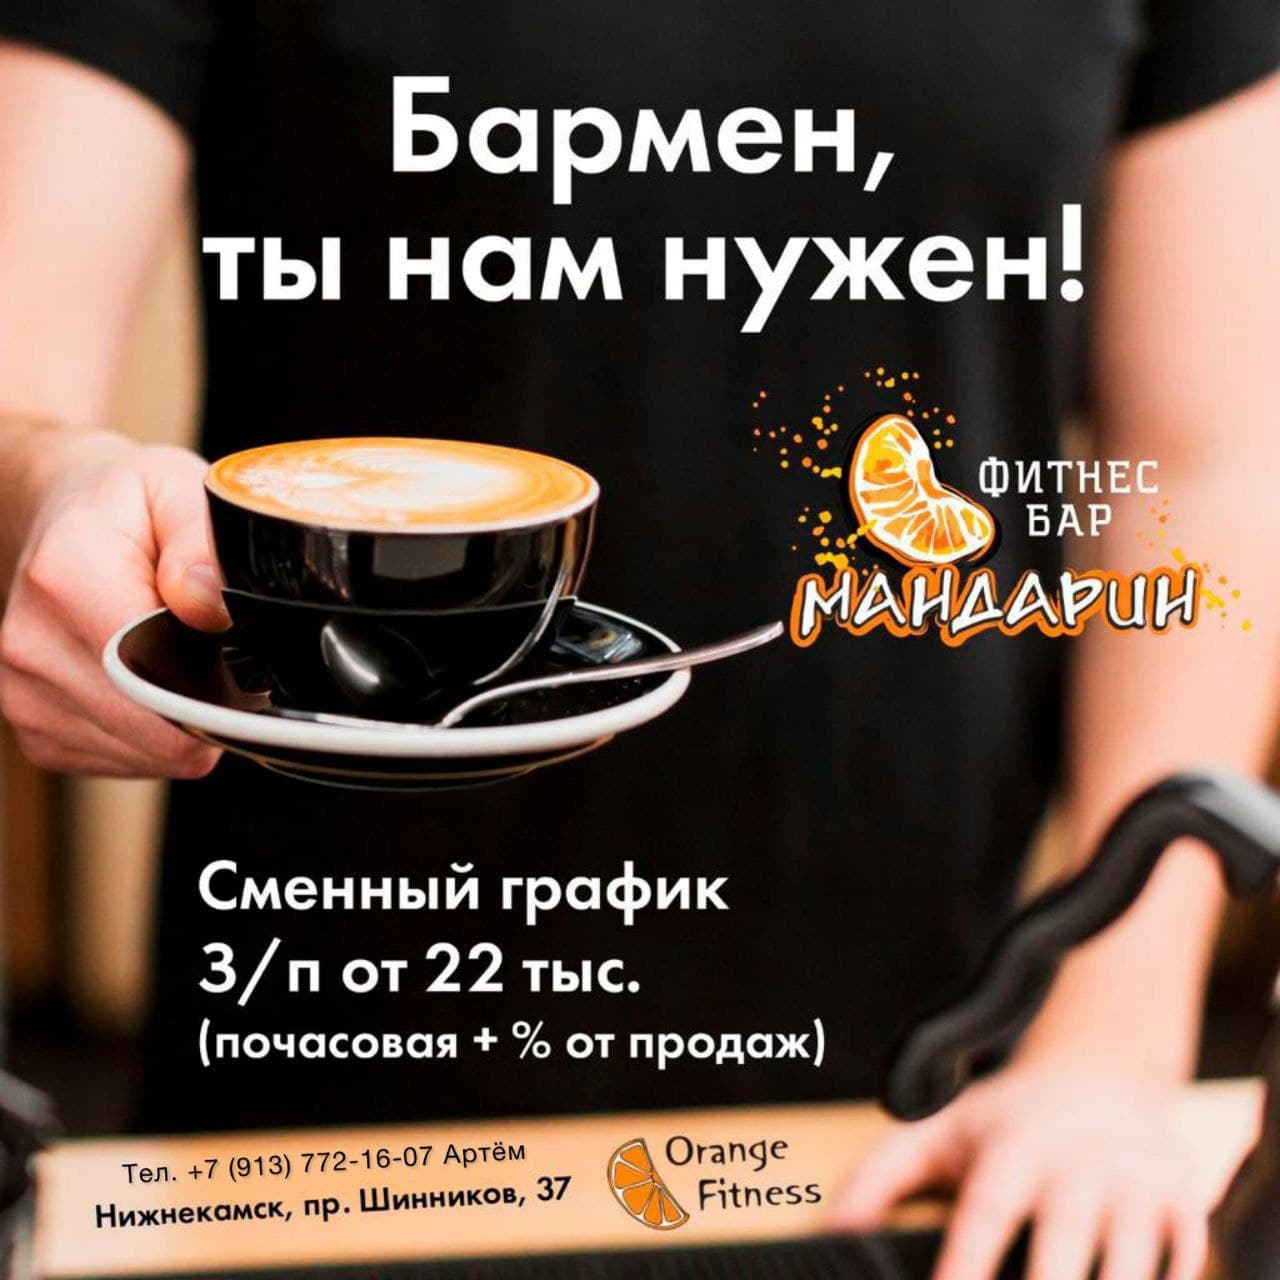 Бармен,
ты нам нужен!
ФИТНЕС
БАР
МАНДАРИН
Сменный график
З/п от 22 тыс.
(почасовая + % от продаж)
Тел. +7 (913) 772-16-07 Артём
Нижнекамск, пр. Шинников, 37
Orange
Fitness